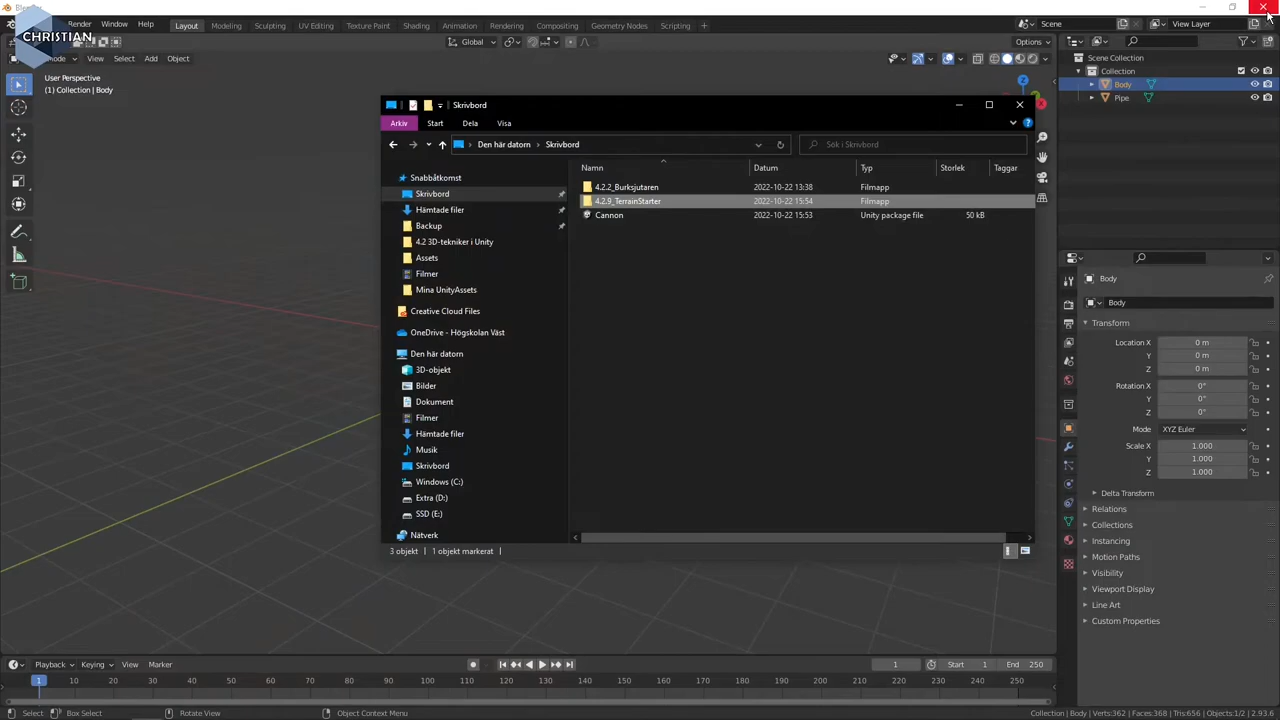 Blender
CHRISTIAN
Render Window Help Layout Modeling Sculpting UV Editing Texture Paint Shading Animation Rendering Compositing Geometry Nodes Scripting + Scene View Layer
Global Options
Mode View Select Add Object
User Perspective
(1) Collection | Body
Scene Collection
Collection
Body
Pipe
Skrivbord
Arkiv Start Dela Visa
Den här datorn Skrivbord Sök i Skrivbord
Namn Datum Typ Storlek Taggar
4.2.2_Burksjutaren 2022-10-22 13:38 Filmapp
4.2.9_TerrainStarter 2022-10-22 15:54 Filmapp
Cannon 2022-10-22 15:53 Unity package file 50 kB
Snabbåtkomst
Skrivbord
Hämtade filer
Backup
4.2 3D-tekniker i Unity
Assets
Filmer
Mina UnityAssets
Creative Cloud Files
OneDrive - Högskolan Väst
Den här datorn
3D-objekt
Bilder
Dokument
Filmer
Hämtade filer
Musik
Skrivbord
Windows (C:)
Extra (D:)
SSD (E:)
Nätverk
3 objekt 1 objekt markerat
Body
Body
Transform
Location X 0 m
Y 0 m
Z 0 m
Rotation X 0°
Y 0°
Z 0°
Mode XYZ Euler
Scale X 1.000
Y 1.000
Z 1.000
Delta Transform
Relations
Collections
Instancing
Motion Paths
Visibility
Viewport Display
Line Art
Custom Properties
Playback Keying View Marker 1 Start 1 End 250
1 10 20 30 40 50 60 70 80 90 100 110 120 130 140 150 160 170 180 190 200 210 220 230 240 250
Select Box Select Rotate View Object Context Menu Collection | Body Verts:362 Faces:368 Tris:656 Objects:1/2 2.93.6